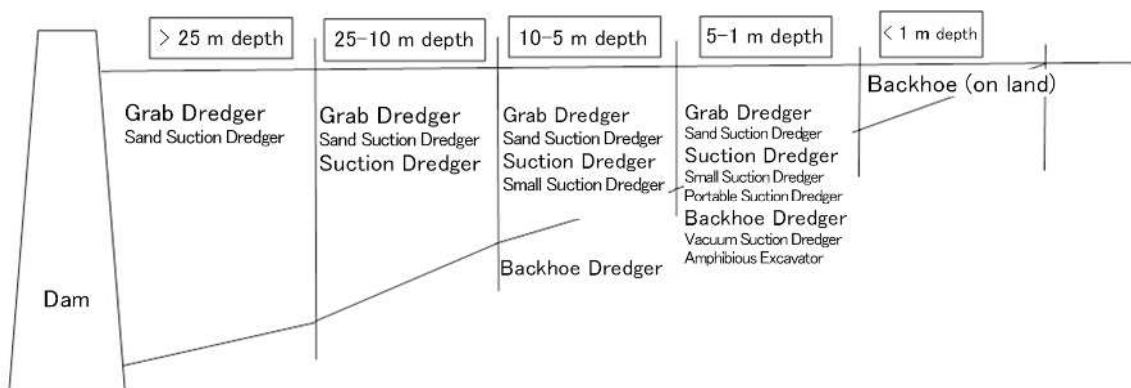 > 25 m depth
25-10 m depth
10-5 m depth
5-1 m depth
< 1 m depth
Grab Dredger
Sand Suction Dredger
Grab Dredger
Sand Suction Dredger
Suction Dredger
Grab Dredger
Sand Suction Dredger
Suction Dredger
Small Suction Dredger
Backhoe Dredger
Grab Dredger
Sand Suction Dredger
Suction Dredger
Small Suction Dredger
Portable Suction Dredger
Backhoe Dredger
Vacuum Suction Dredger
Amphibious Excavator
Backhoe (on land)
Dam